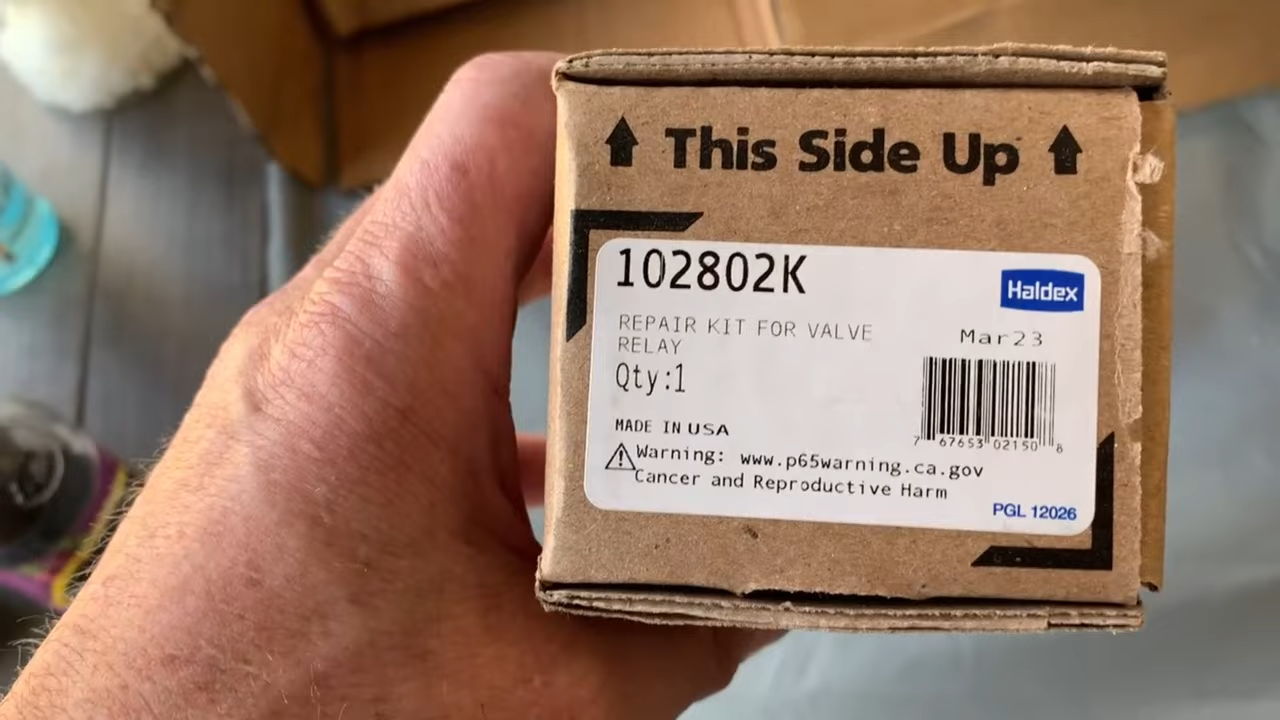 This Side Up
102802K
Haldex
REPAIR KIT FOR VALVE
RELAY
Mar23
Qty:1
7 67653 02150 8
MADE IN USA
Warning: www.p65warning.ca.gov
Cancer and Reproductive Harm
PGL 12026